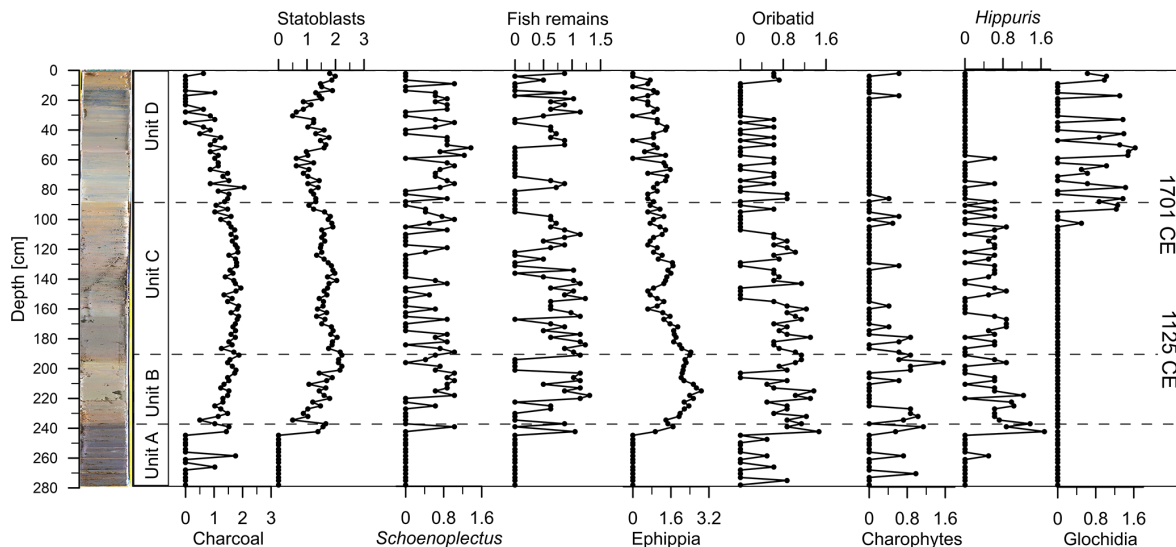 Statoblasts Fish remains Oribatid Hippuris
0 1 2 3 0 0.5 1 1.5 0 0.8 1.6 0 0.8 1.6
Depth [cm]
0
20
40
60
80
100
120
140
160
180
200
220
240
260
280
Unit D
Unit C
Unit B
Unit A
1701 CE
1125 CE
0 1 2 3 0 0.8 1.6 0 1.6 3.2 0 0.8 1.6 0 0.8 1.6
Charcoal Schoenoplectus Ephippia Charophytes Glochidia